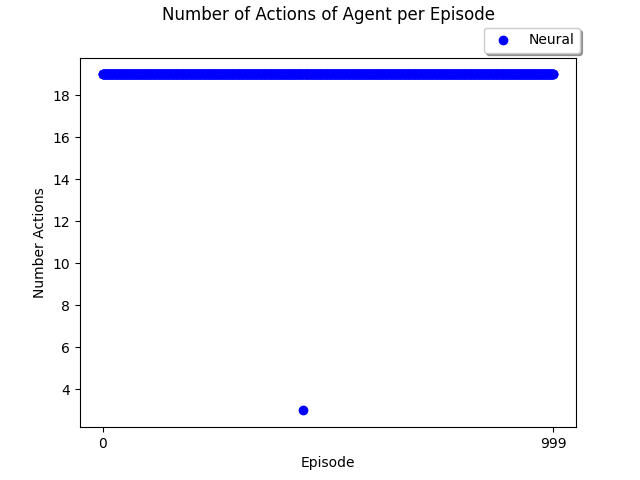 Number of Actions of Agent per Episode
Neural
18
16
14
12
10
8
6
4
Number Actions
0
999
Episode